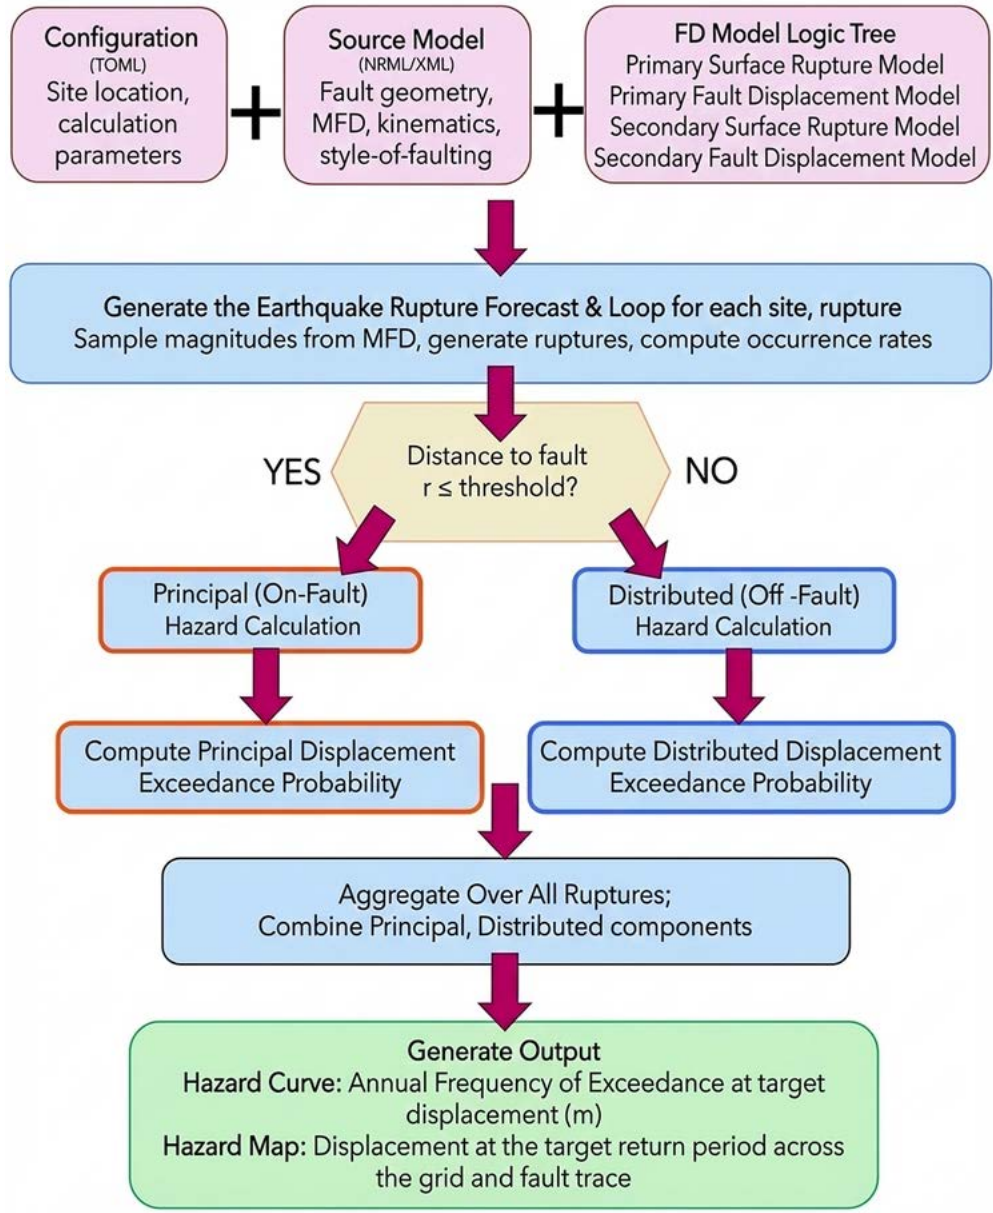 Configuration
(TOML)
Site location,
calculation
parameters
+
Source Model
(NRML/XML)
Fault geometry,
MFD, kinematics,
style-of-faulting
+
FD Model Logic Tree
Primary Surface Rupture Model
Primary Fault Displacement Model
Secondary Surface Rupture Model
Secondary Fault Displacement Model
Generate the Earthquake Rupture Forecast & Loop for each site, rupture
Sample magnitudes from MFD, generate ruptures, compute occurrence rates
YES
Distance to fault
r ≤ threshold?
NO
Principal (On-Fault)
Hazard Calculation
Distributed (Off -Fault)
Hazard Calculation
Compute Principal Displacement
Exceedance Probability
Compute Distributed Displacement
Exceedance Probability
Aggregate Over All Ruptures;
Combine Principal, Distributed components
Generate Output
Hazard Curve: Annual Frequency of Exceedance at target
displacement (m)
Hazard Map: Displacement at the target return period across
the grid and fault trace